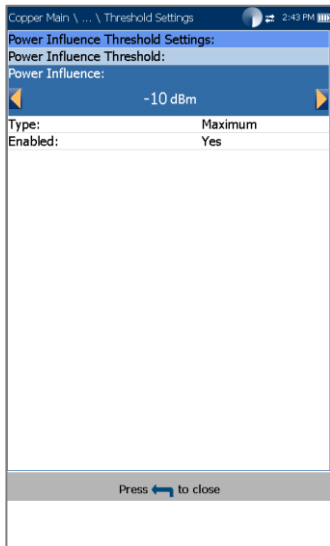 Copper Main \ ... \ Threshold Settings 2:43 PM
Power Influence Threshold Settings:
Power Influence Threshold:
Power Influence:
-10 dBm
Type: Maximum
Enabled: Yes
Press to close